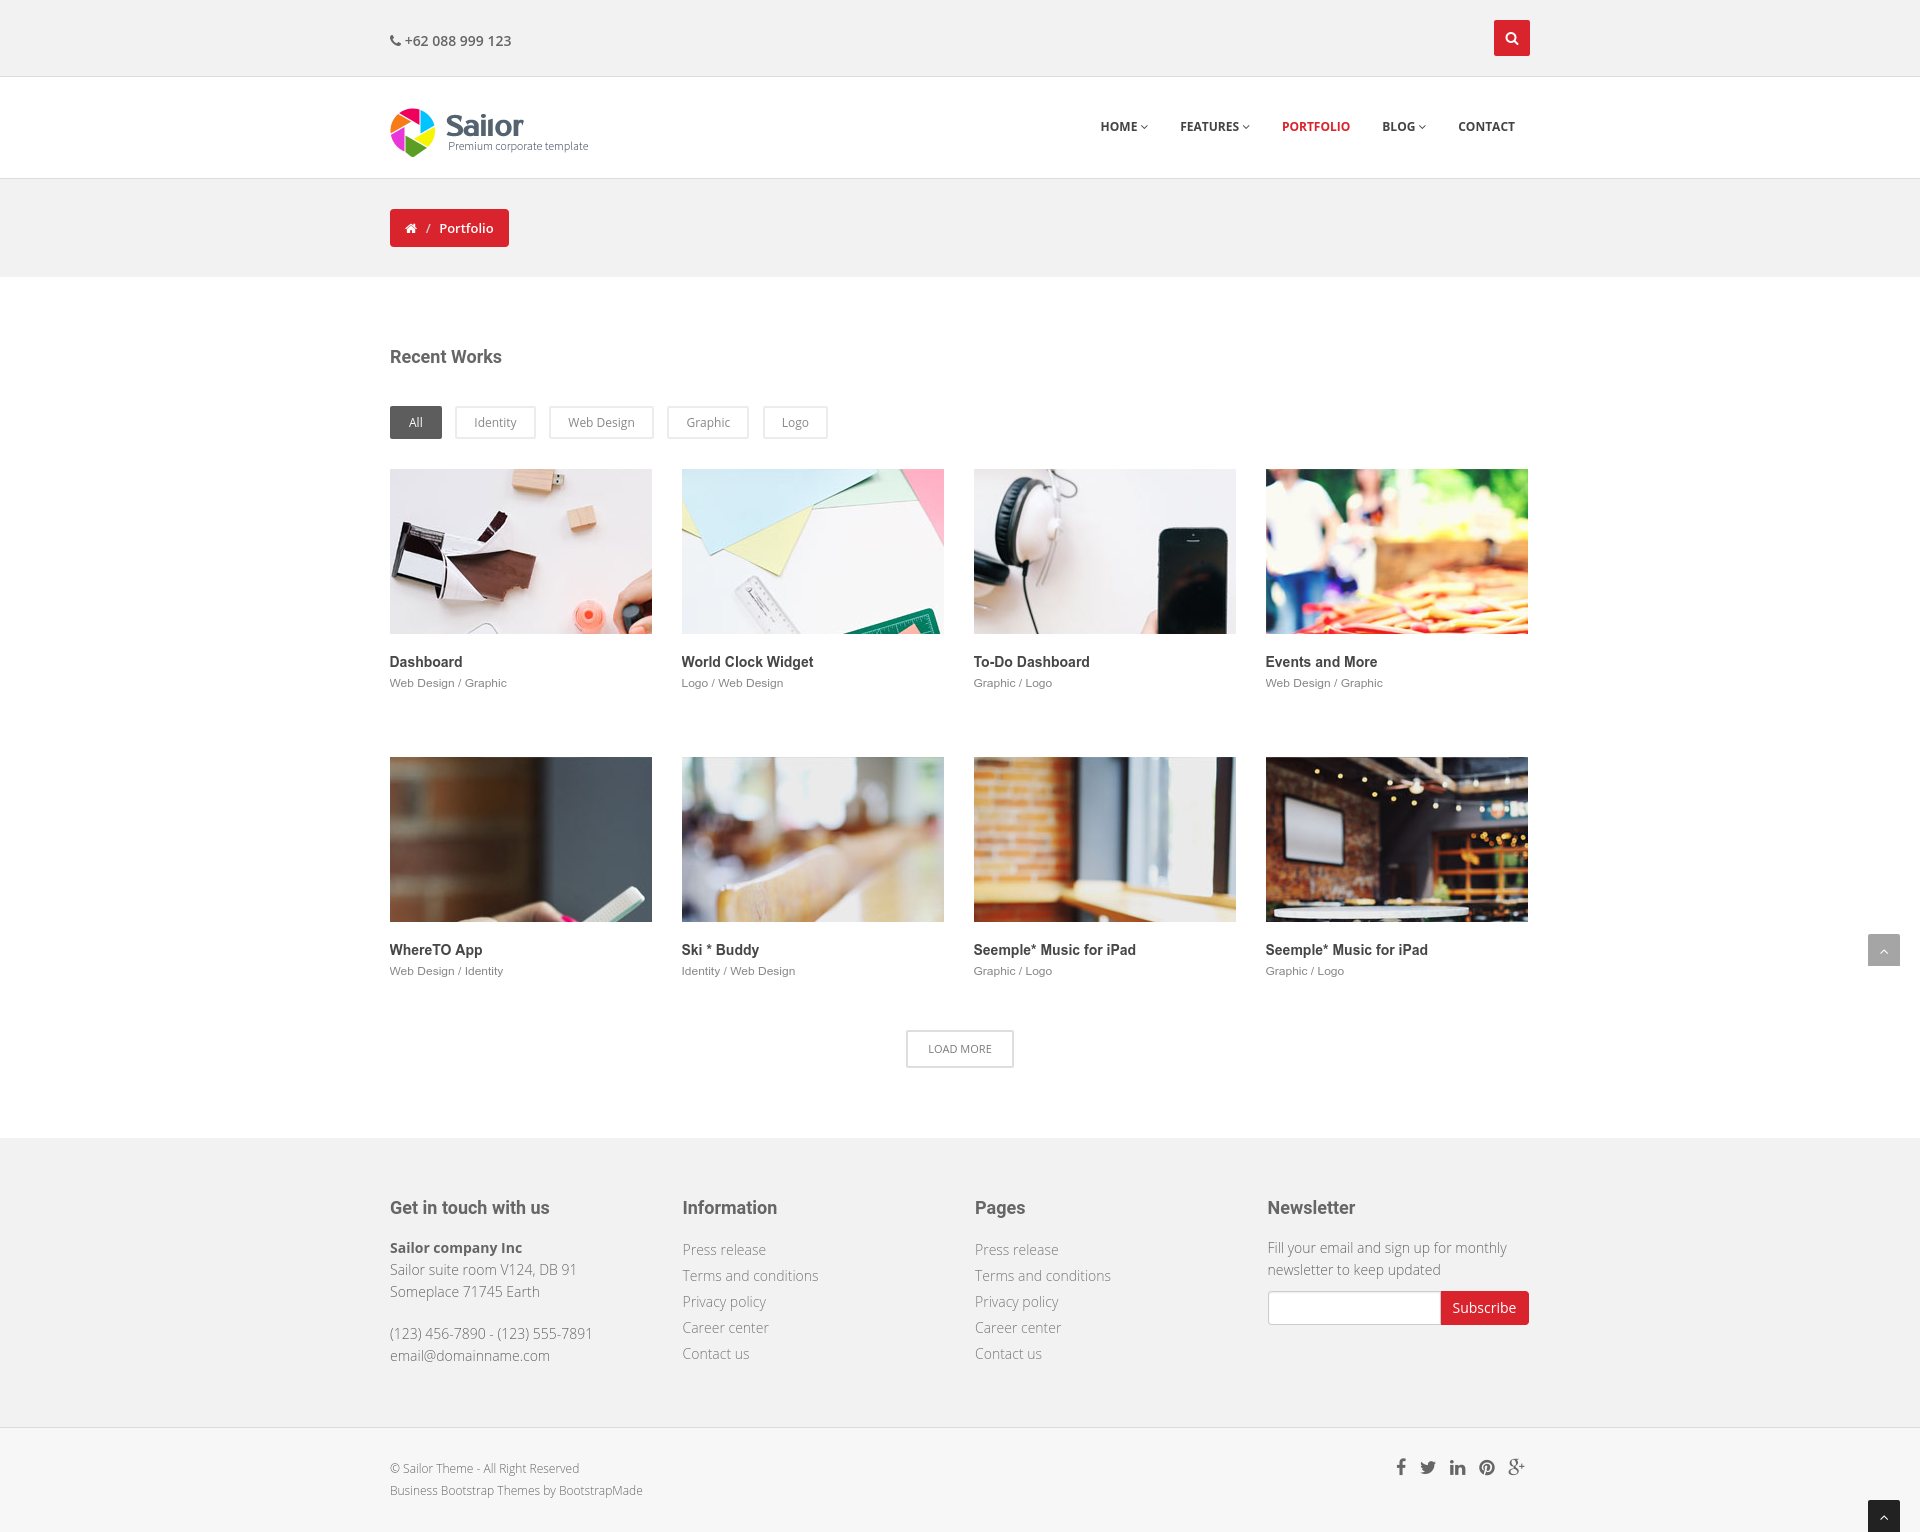 +62 088 999 123
Sailor
Premium corporate template
HOME
FEATURES
PORTFOLIO
BLOG
CONTACT
/ Portfolio
Recent Works
All
Identity
Web Design
Graphic
Logo
Dashboard
Web Design / Graphic
World Clock Widget
Logo / Web Design
To-Do Dashboard
Graphic / Logo
Events and More
Web Design / Graphic
WhereTO App
Web Design / Identity
Ski * Buddy
Identity / Web Design
Seemple* Music for iPad
Graphic / Logo
Seemple* Music for iPad
Graphic / Logo
LOAD MORE
Get in touch with us
Sailor company Inc
Sailor suite room V124, DB 91
Someplace 71745 Earth
(123) 456-7890 - (123) 555-7891
email@domainname.com
Information
Press release
Terms and conditions
Privacy policy
Career center
Contact us
Pages
Press release
Terms and conditions
Privacy policy
Career center
Contact us
Newsletter
Fill your email and sign up for monthly
newsletter to keep updated
Subscribe
© Sailor Theme - All Right Reserved
Business Bootstrap Themes by BootstrapMade